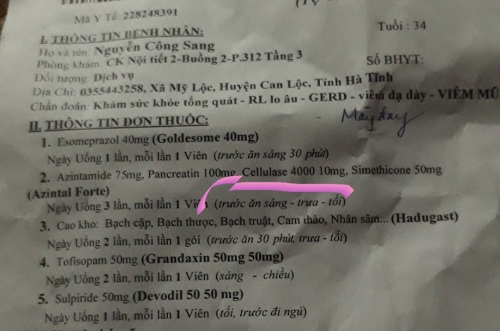 Mã Y Tế: 228248391
I. THÔNG TIN BỆNH NHÂN:
Họ và tên: Nguyễn Công Sang Tuổi : 34
Phòng khám: CK Nội tiết 2-Buồng 2-P.312 Tầng 3
Đối tượng: Dịch vụ Số BHYT:
Địa Chỉ: 0355443258, Xã Mỹ Lộc, Huyện Can Lộc, Tỉnh Hà Tĩnh
Chẩn đoán: Khám sức khỏe tổng quát - RL lo âu - GERD - viêm dạ dày - VIÊM MŨ
Mày đay
II. THÔNG TIN ĐƠN THUỐC:
1. Esomeprazol 40mg (Goldesome 40mg)
Ngày Uống 1 lần, mỗi lần 1 Viên (trước ăn sáng 30 phút)
2. Azintamide 75mg, Pancreatin 100mg, Cellulase 4000 10mg, Simethicone 50mg
(Azintal Forte)
Ngày Uống 3 lần, mỗi lần 1 Viên (trước ăn sáng - trưa - tối)
3. Cao kho: Bạch cập, Bạch thược, Bạch truật, Cam thảo, Nhân sâm... (Hadugast)
Ngày Uống 2 lần, mỗi lần 1 gói (trước ăn 30 phút, trưa - tối)
4. Tofisopam 50mg (Grandaxin 50mg 50mg)
Ngày Uống 2 lần, mỗi lần 1 Viên (sáng - chiều)
5. Sulpiride 50mg (Devodil 50 50 mg)
Ngày Uống 1 lần, mỗi lần 1 Viên (tối, trước đi ngủ)